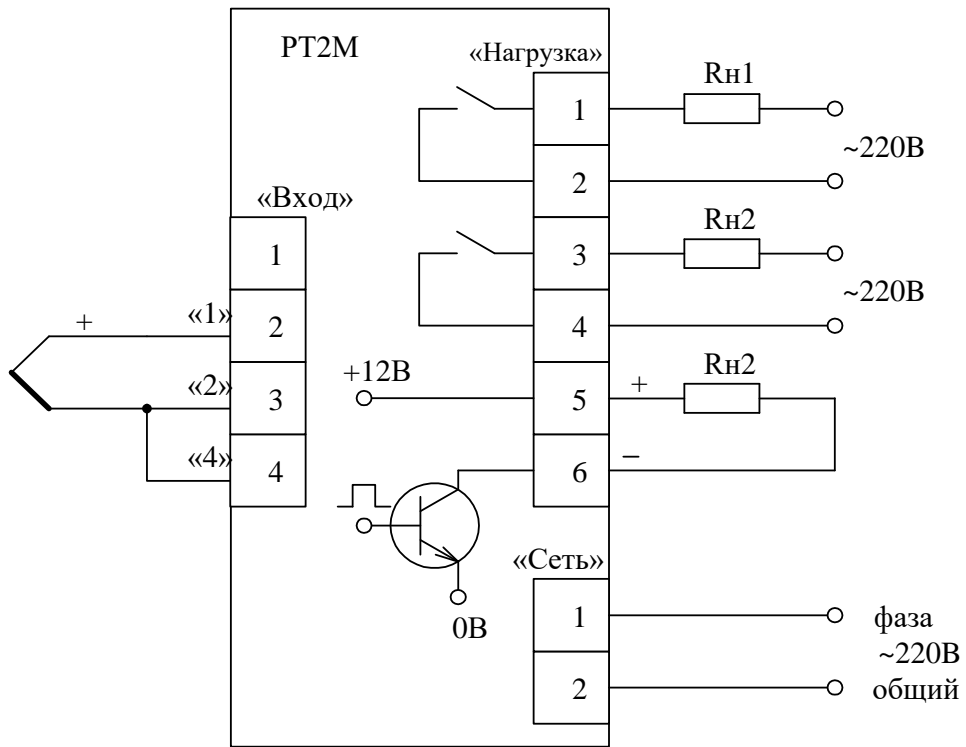 РТ2М
«Нагрузка»
1
Rн1
~220В
2
«Вход»
1
3
Rн2
~220В
«1»
+
2
4
+12В
«2»
3
5
+
Rн2
«4»
4
6
–
«Сеть»
0В
1
фаза
~220В
2
общий